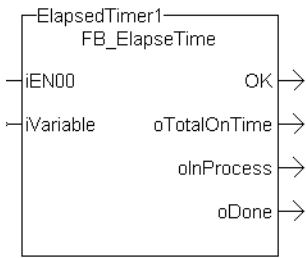 ElapsedTimer1
FB_ElapseTime
iEN00 OK
iVariable oTotalOnTime
oInProcess
oDone